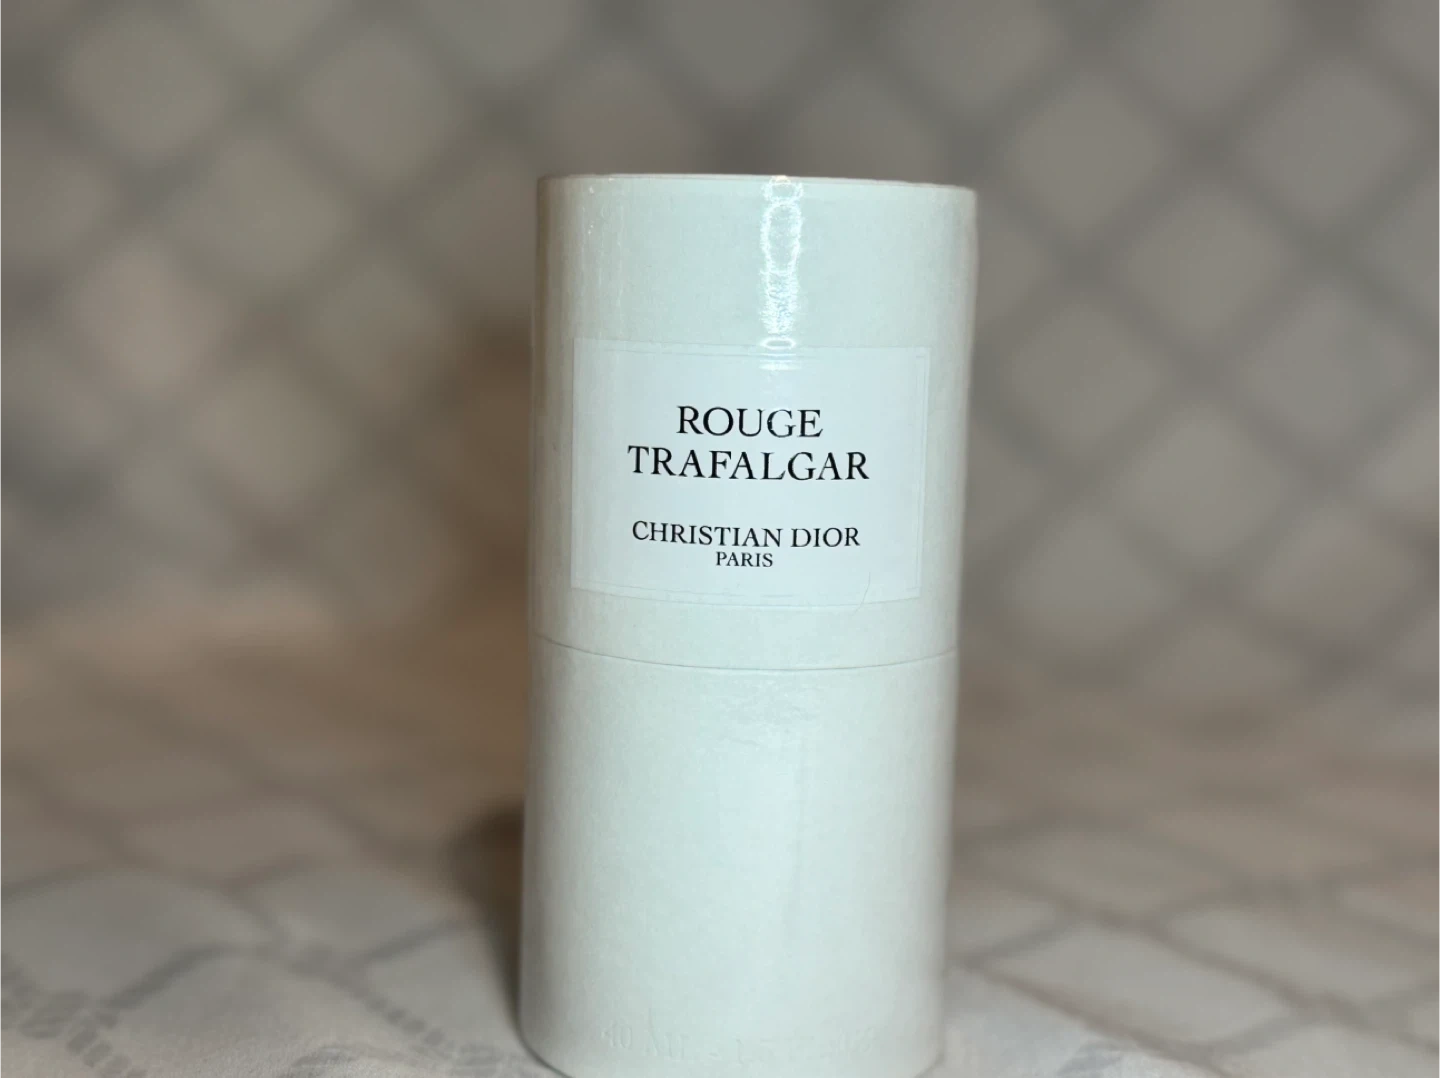 ROUGE
TRAFALGAR
CHRISTIAN DIOR
PARIS